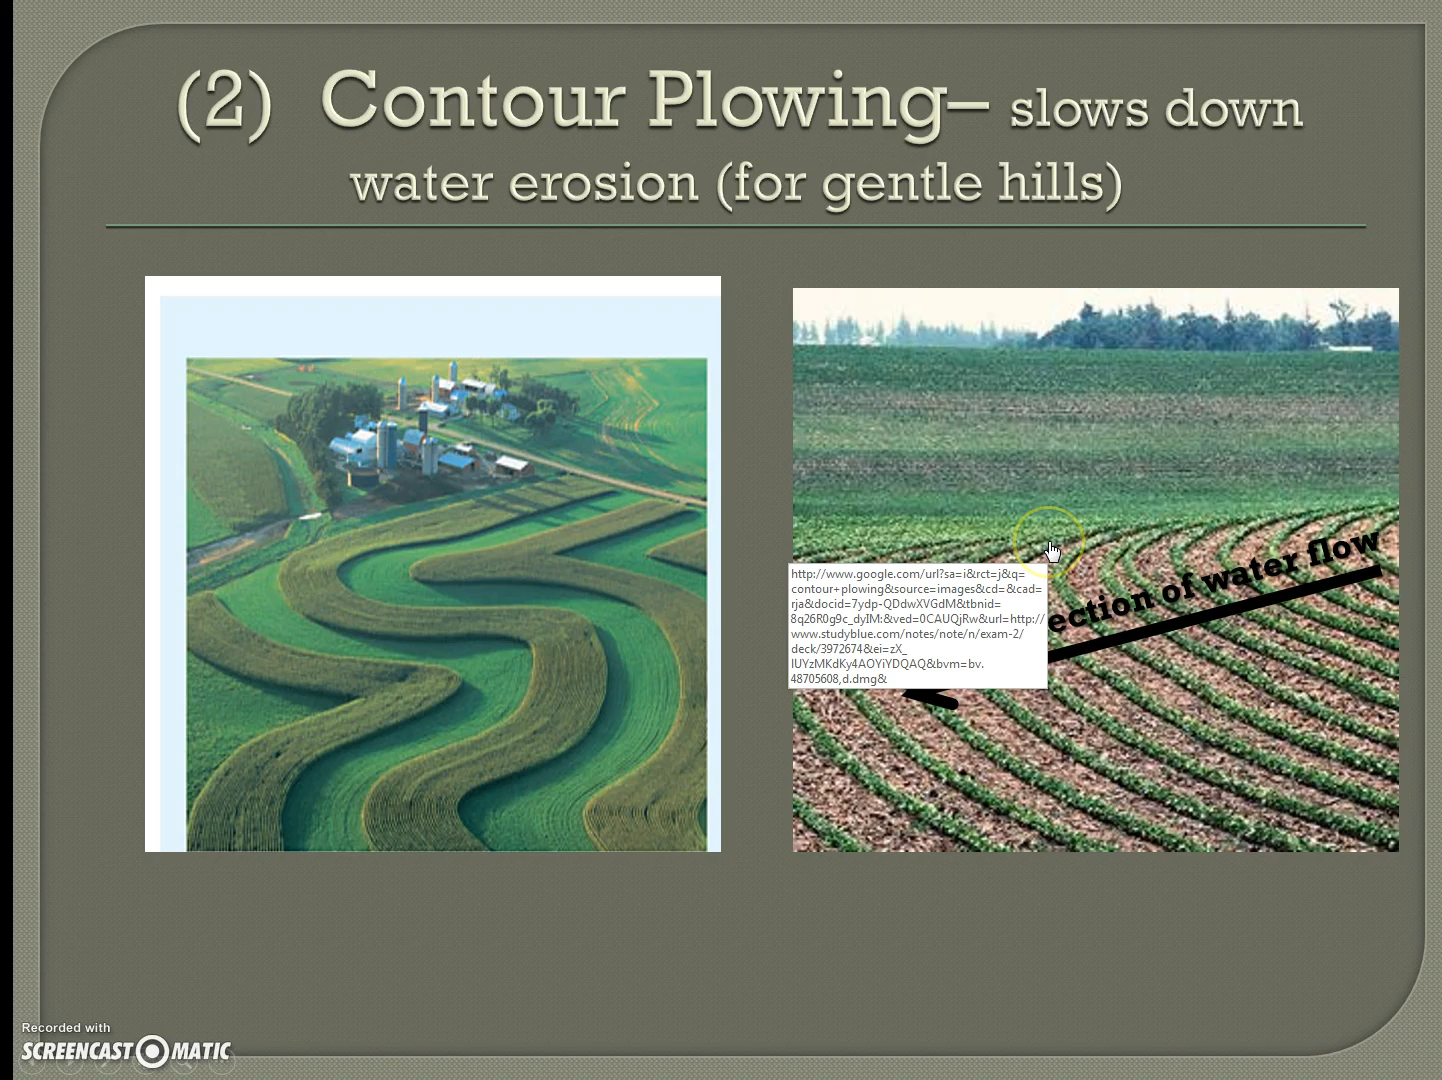 (2) Contour Plowing– slows down
water erosion (for gentle hills)
ection of water flow
http://www.google.com/url?sa=i&rct=j&q=
contour+plowing&source=images&cd=&cad=
rja&docid=7ydp-QDdwXVGdM&tbnid=
8q26R0g9c_dyIM:&ved=0CAUQjRw&url=http://
www.studyblue.com/notes/note/n/exam-2/
deck/3972674&ei=zX_
IUYzMKdKy4AOYiYDQAQ&bvm=bv.
48705608,d.dmg&
Recorded with
SCREENCAST MATIC